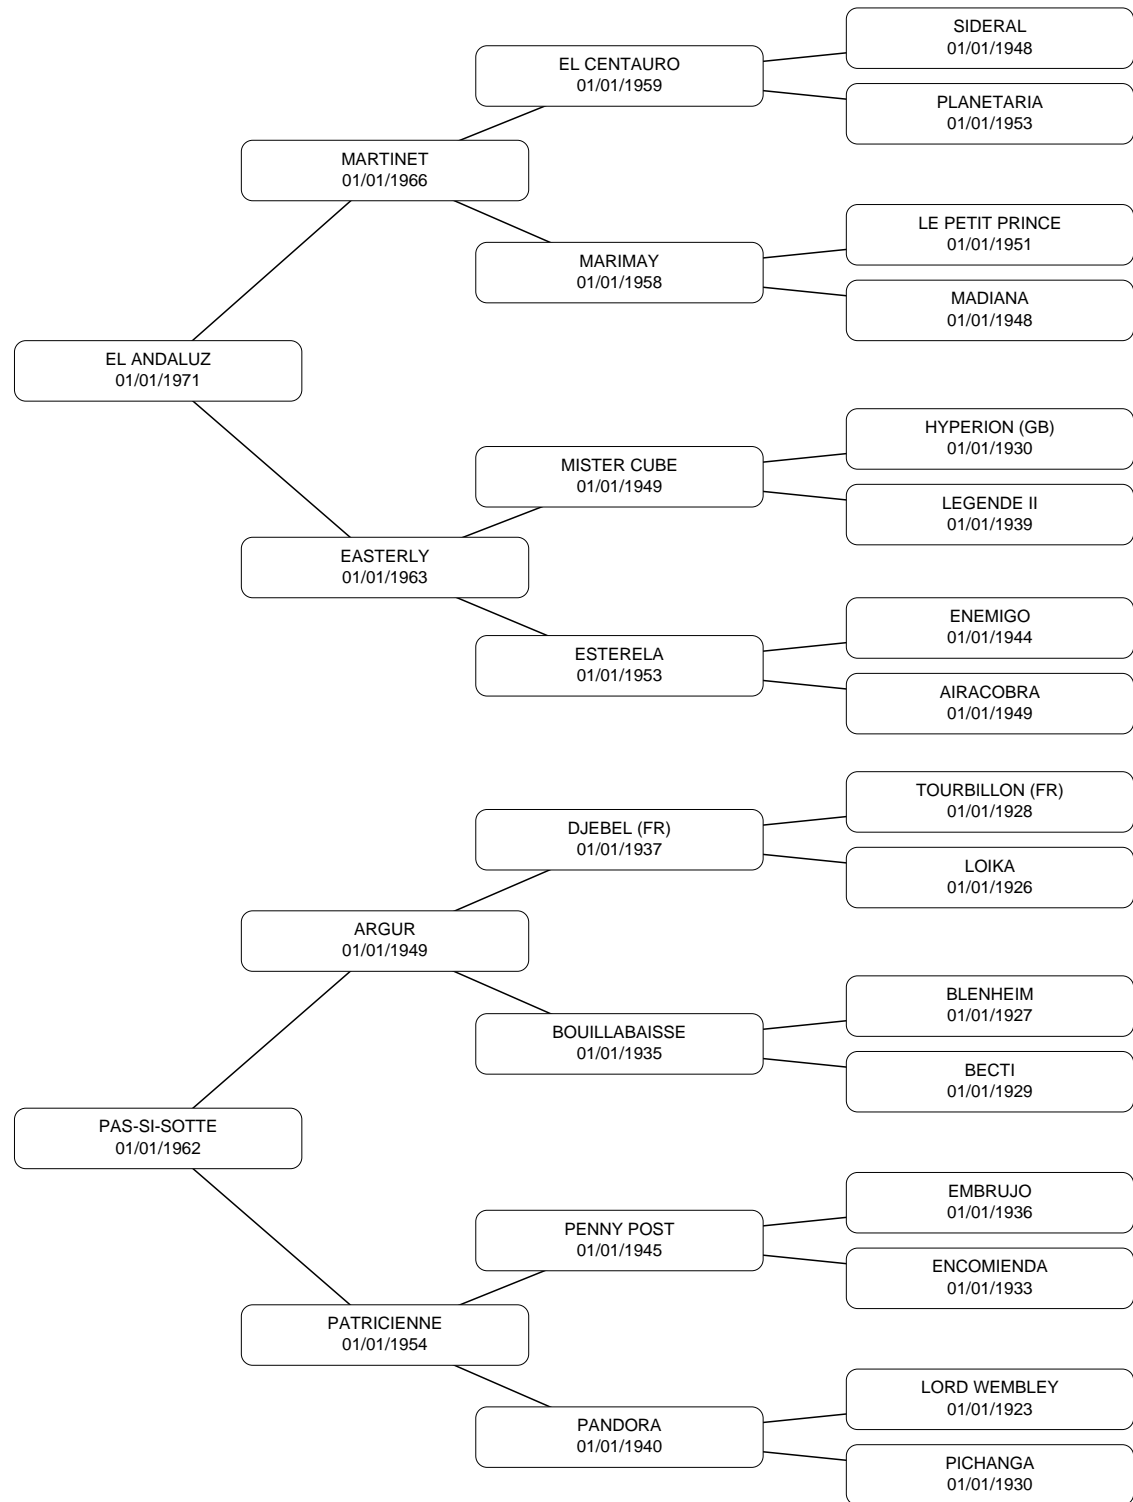 SIDERAL
01/01/1948
EL CENTAURO
01/01/1959
PLANETARIA
01/01/1953
MARTINET
01/01/1966
LE PETIT PRINCE
01/01/1951
MARIMAY
01/01/1958
MADIANA
01/01/1948
EL ANDALUZ
01/01/1971
HYPERION (GB)
01/01/1930
MISTER CUBE
01/01/1949
LEGENDE II
01/01/1939
EASTERLY
01/01/1963
ENEMIGO
01/01/1944
ESTERELA
01/01/1953
AIRACOBRA
01/01/1949
TOURBILLON (FR)
01/01/1928
DJEBEL (FR)
01/01/1937
LOIKA
01/01/1926
ARGUR
01/01/1949
BLENHEIM
01/01/1927
BOUILLABAISSE
01/01/1935
BECTI
01/01/1929
PAS-SI-SOTTE
01/01/1962
EMBRUJO
01/01/1936
PENNY POST
01/01/1945
ENCOMIENDA
01/01/1933
PATRICIENNE
01/01/1954
LORD WEMBLEY
01/01/1923
PANDORA
01/01/1940
PICHANGA
01/01/1930